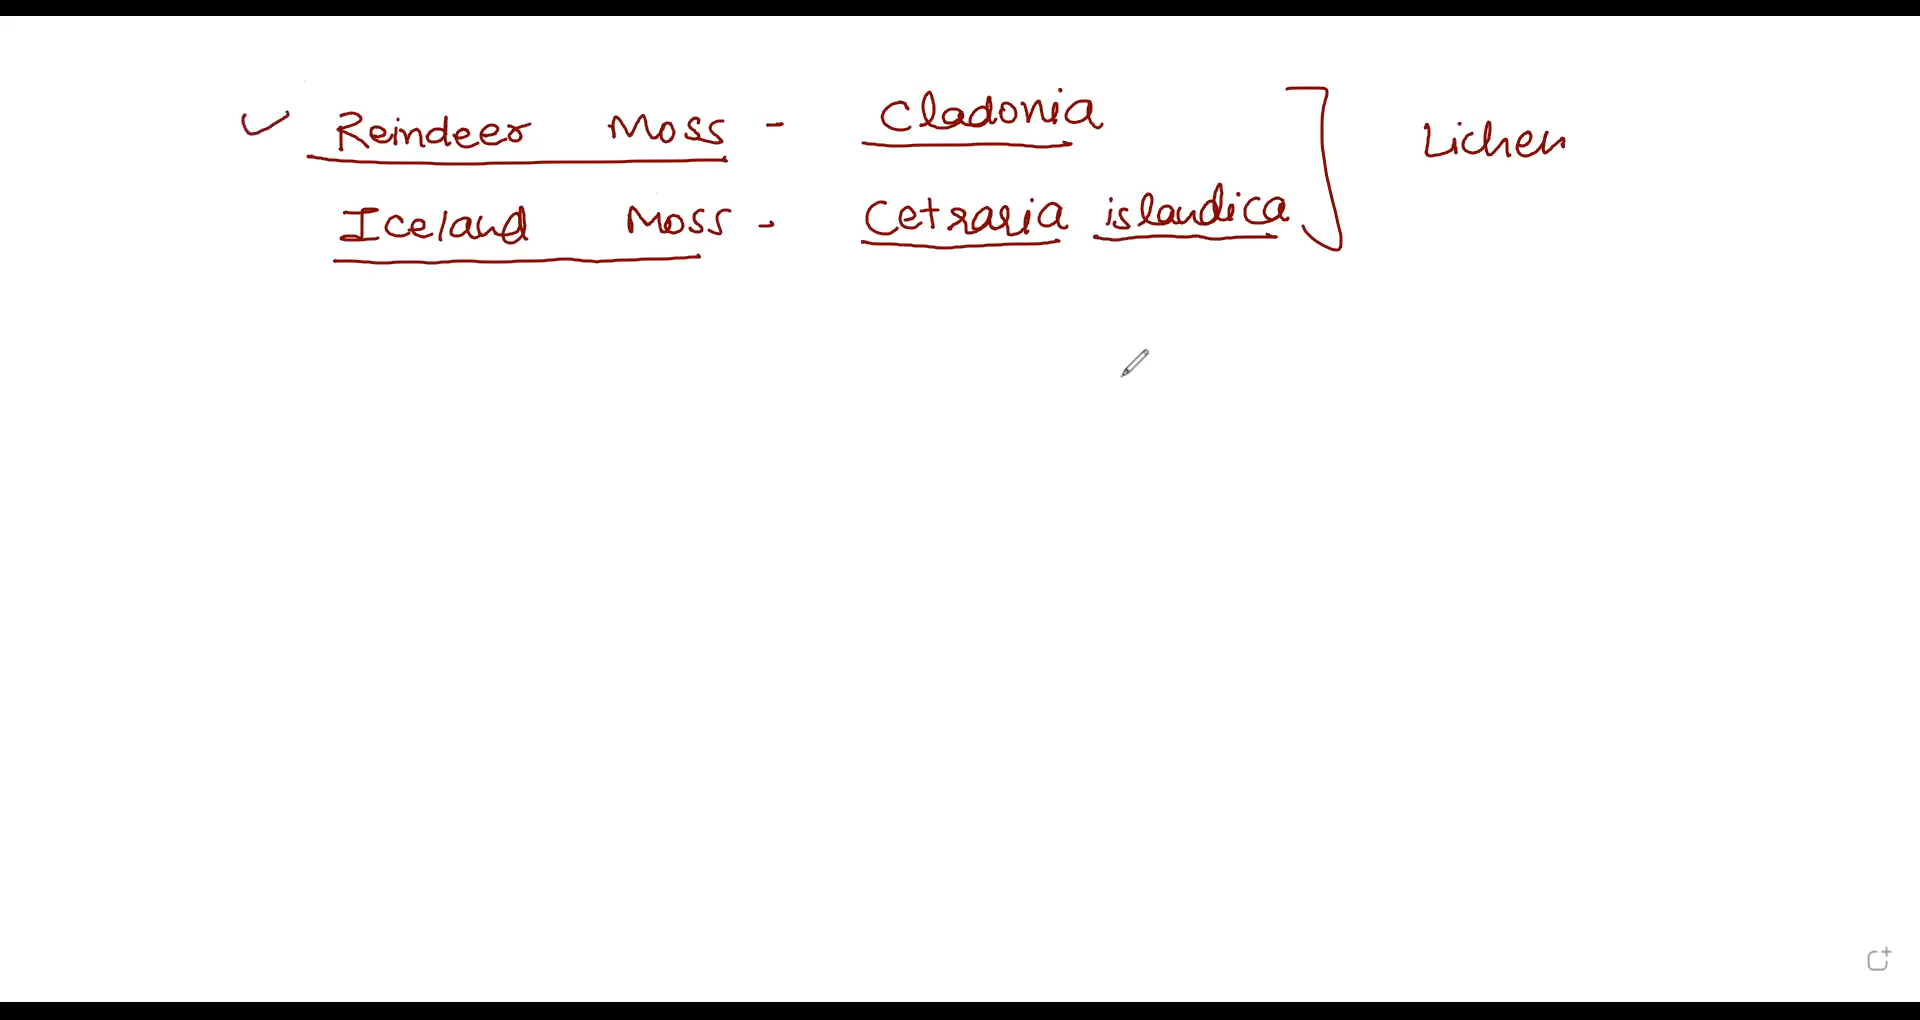 ✓ Reindeer Moss - Cladonia
Iceland Moss - Cetraria islandica
Lichen